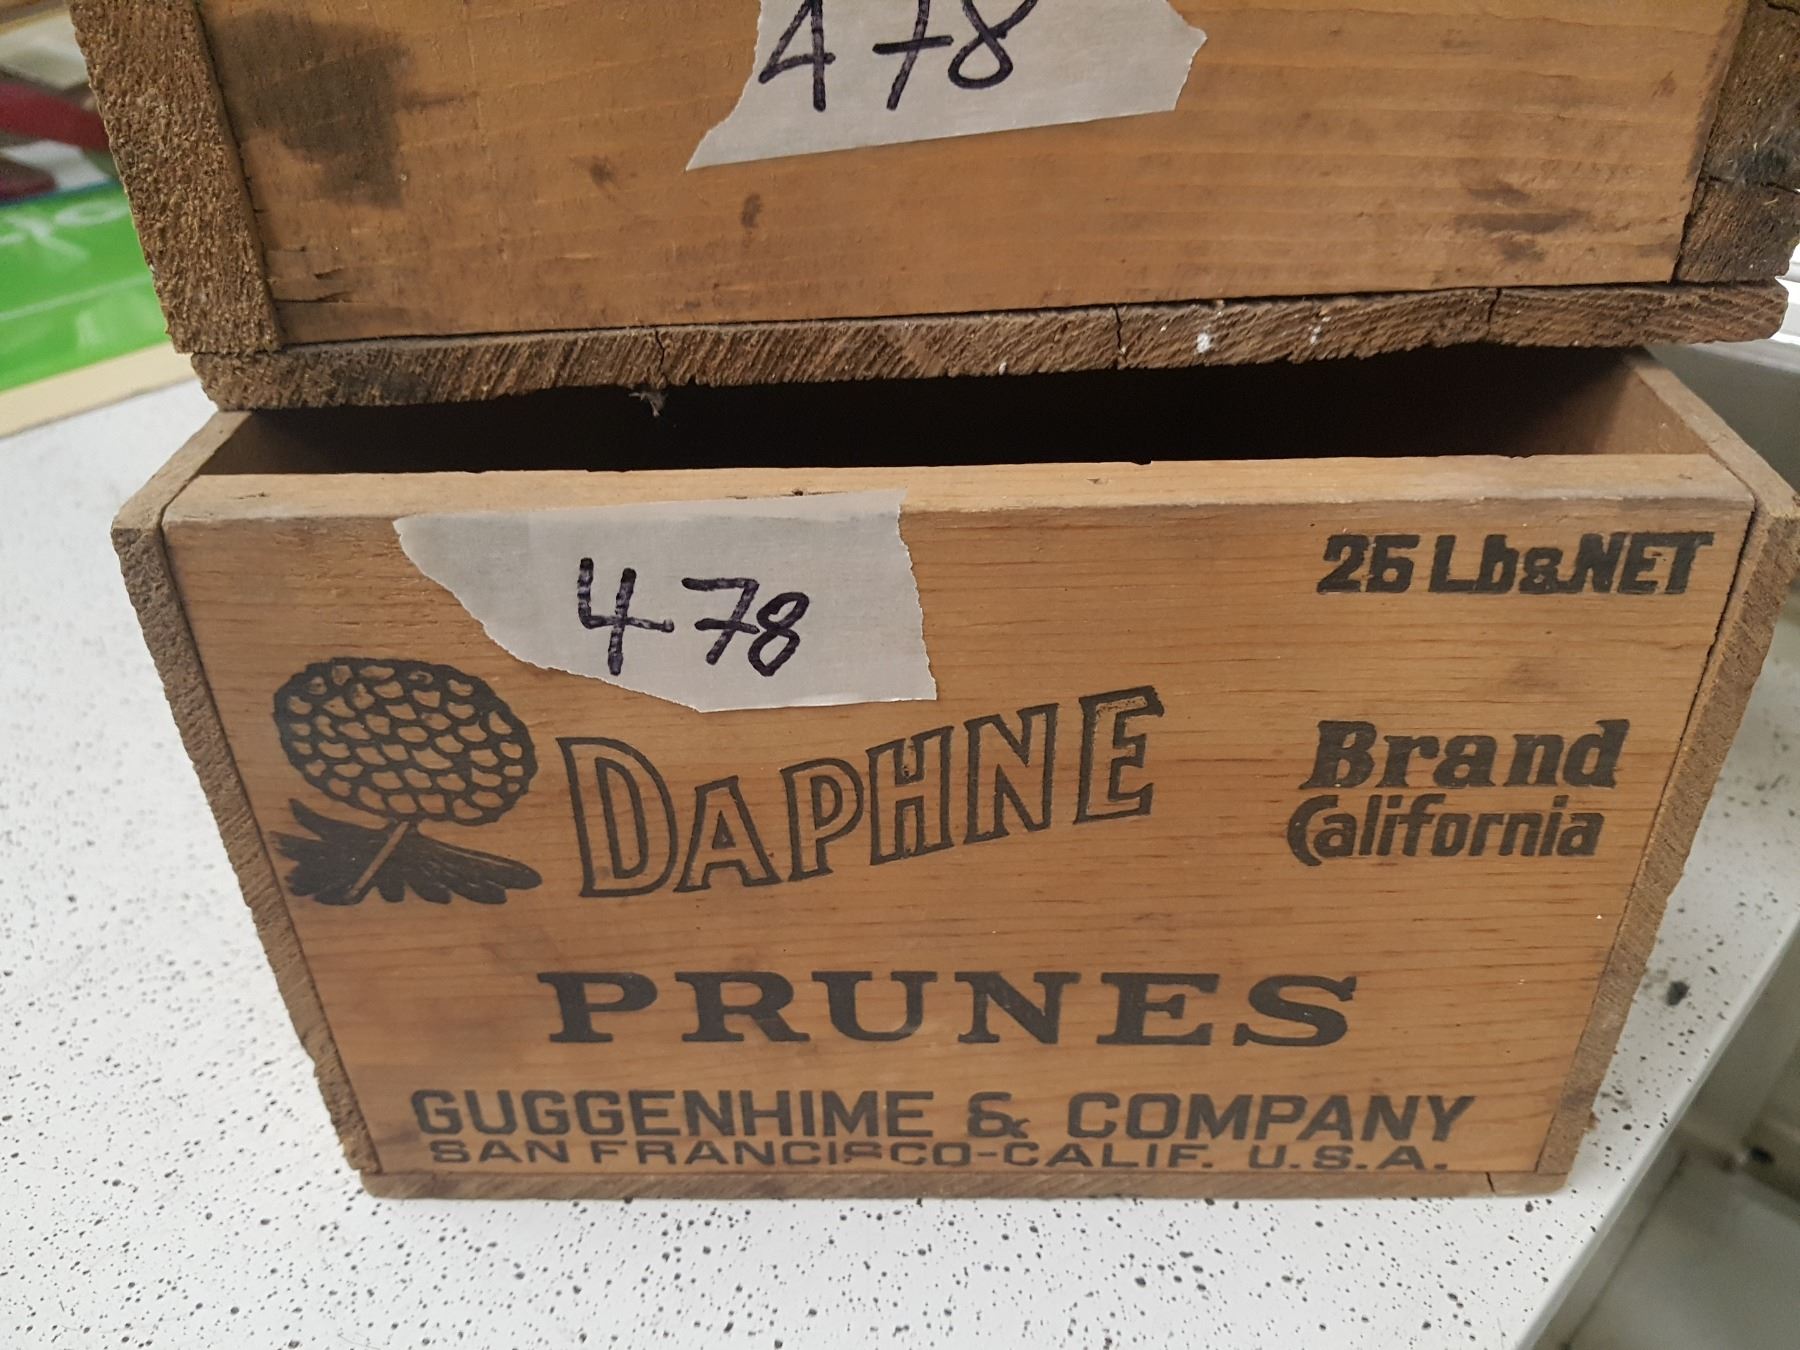 478
478
25 Lbs.NET
DAPHNE
Brand
California
PRUNES
GUGGENHIME & COMPANY
SAN FRANCISCO-CALIF. U.S.A.